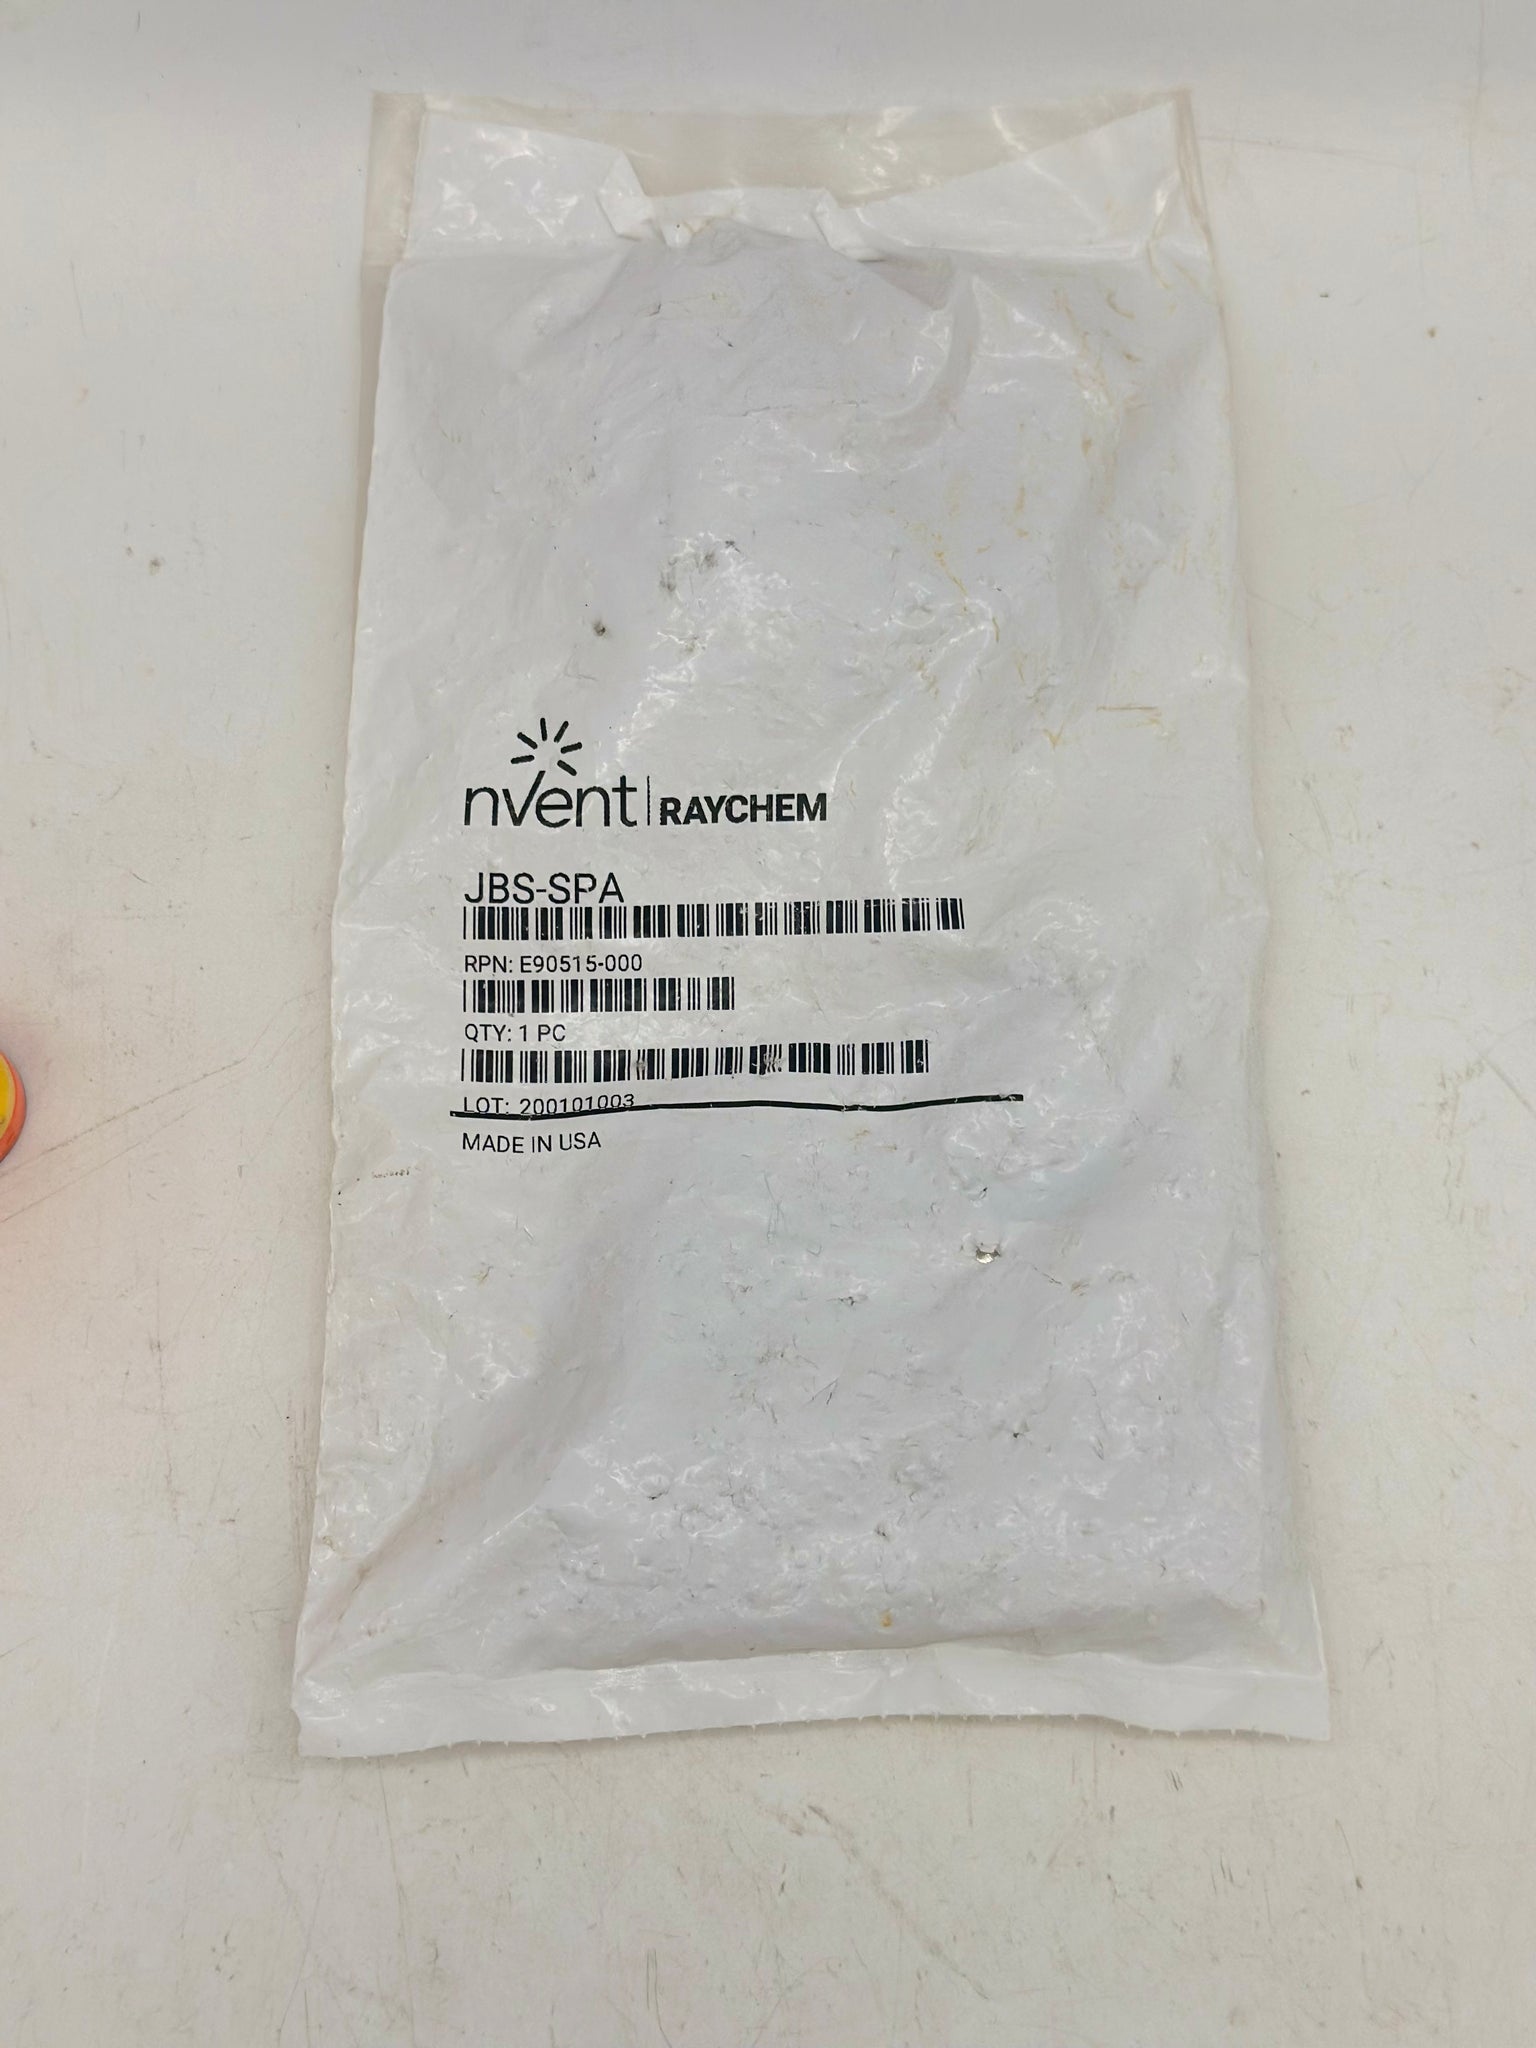 nvent RAYCHEM
JBS-SPA
RPN: E90515-000
QTY: 1 PC
LOT: 200101003
MADE IN USA